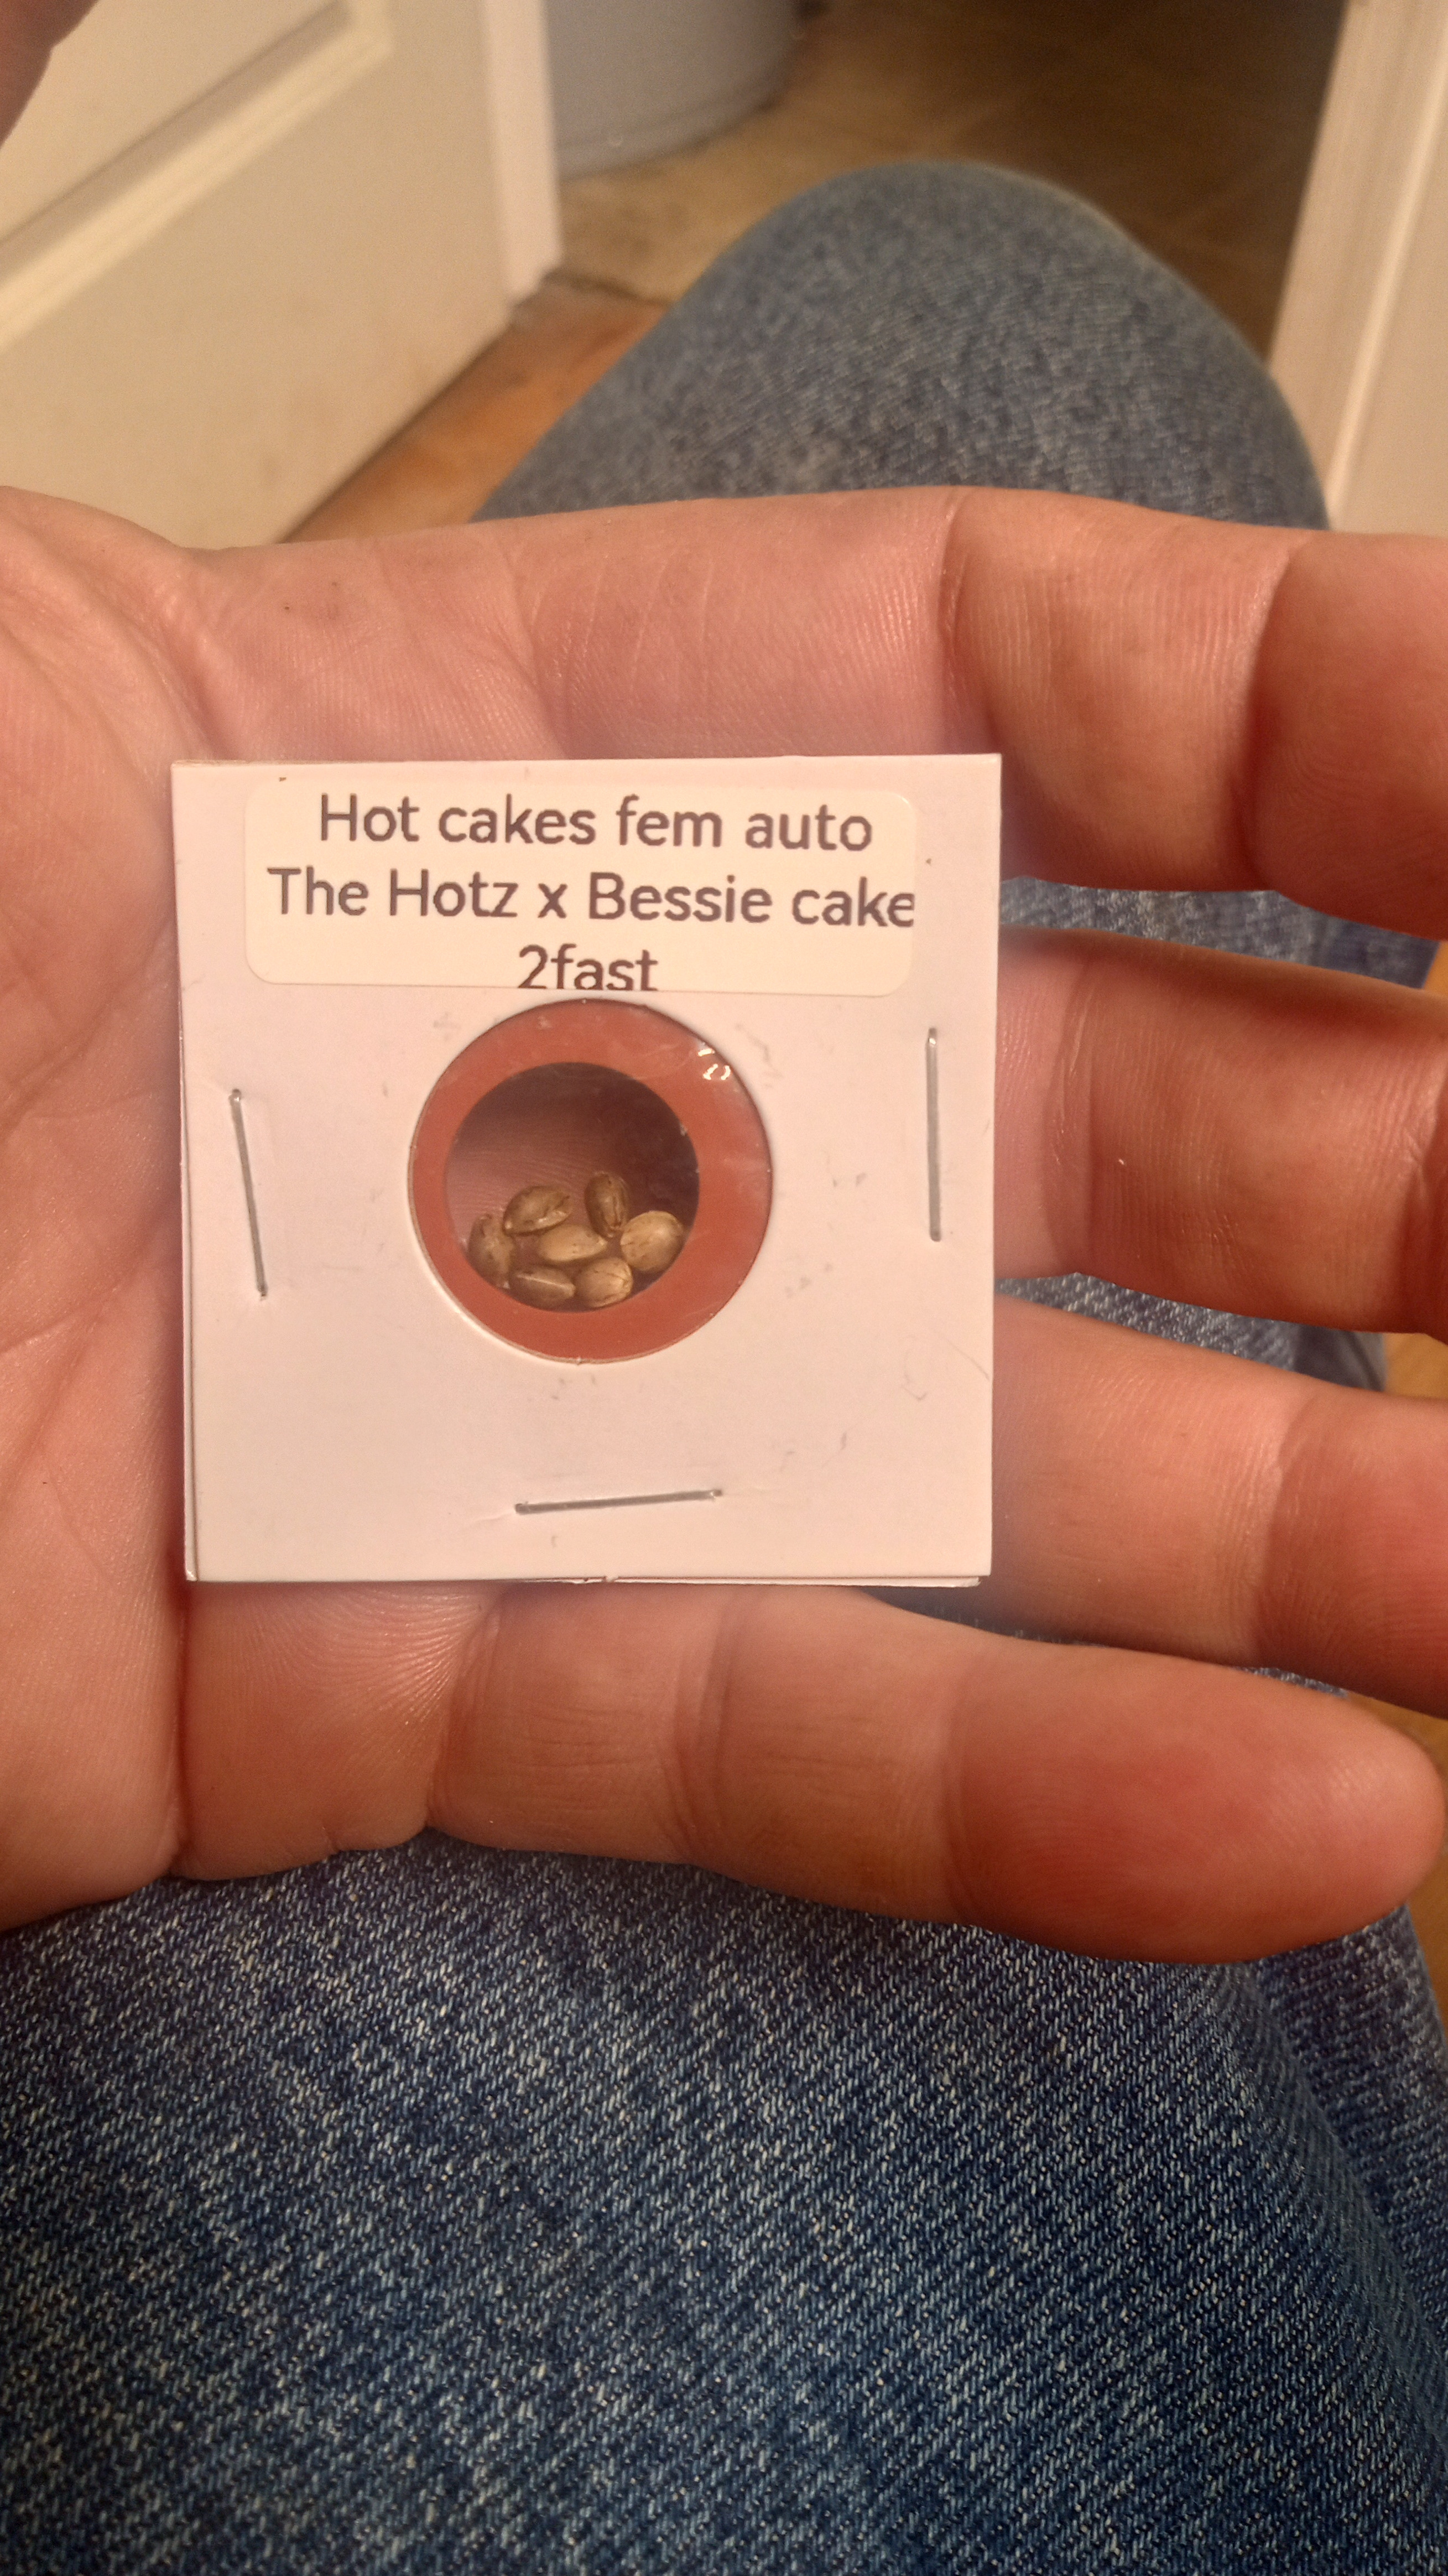 Hot cakes fem auto
The Hotz x Bessie cake
2fast